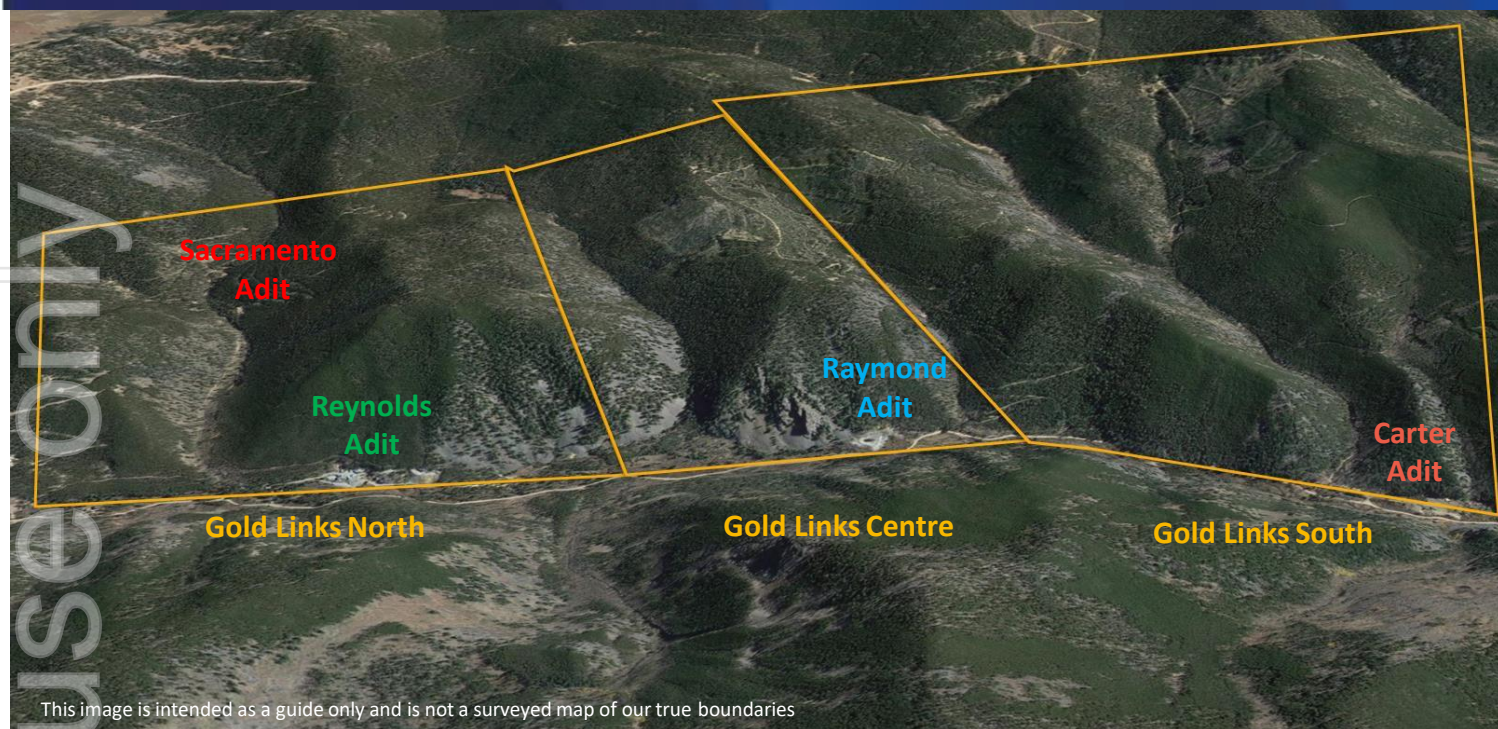 Sacramento
Adit
Reynolds
Adit
Raymond
Adit
Carter
Adit
Gold Links North
Gold Links Centre
Gold Links South
This image is intended as a guide only and is not a surveyed map of our true boundaries
use only